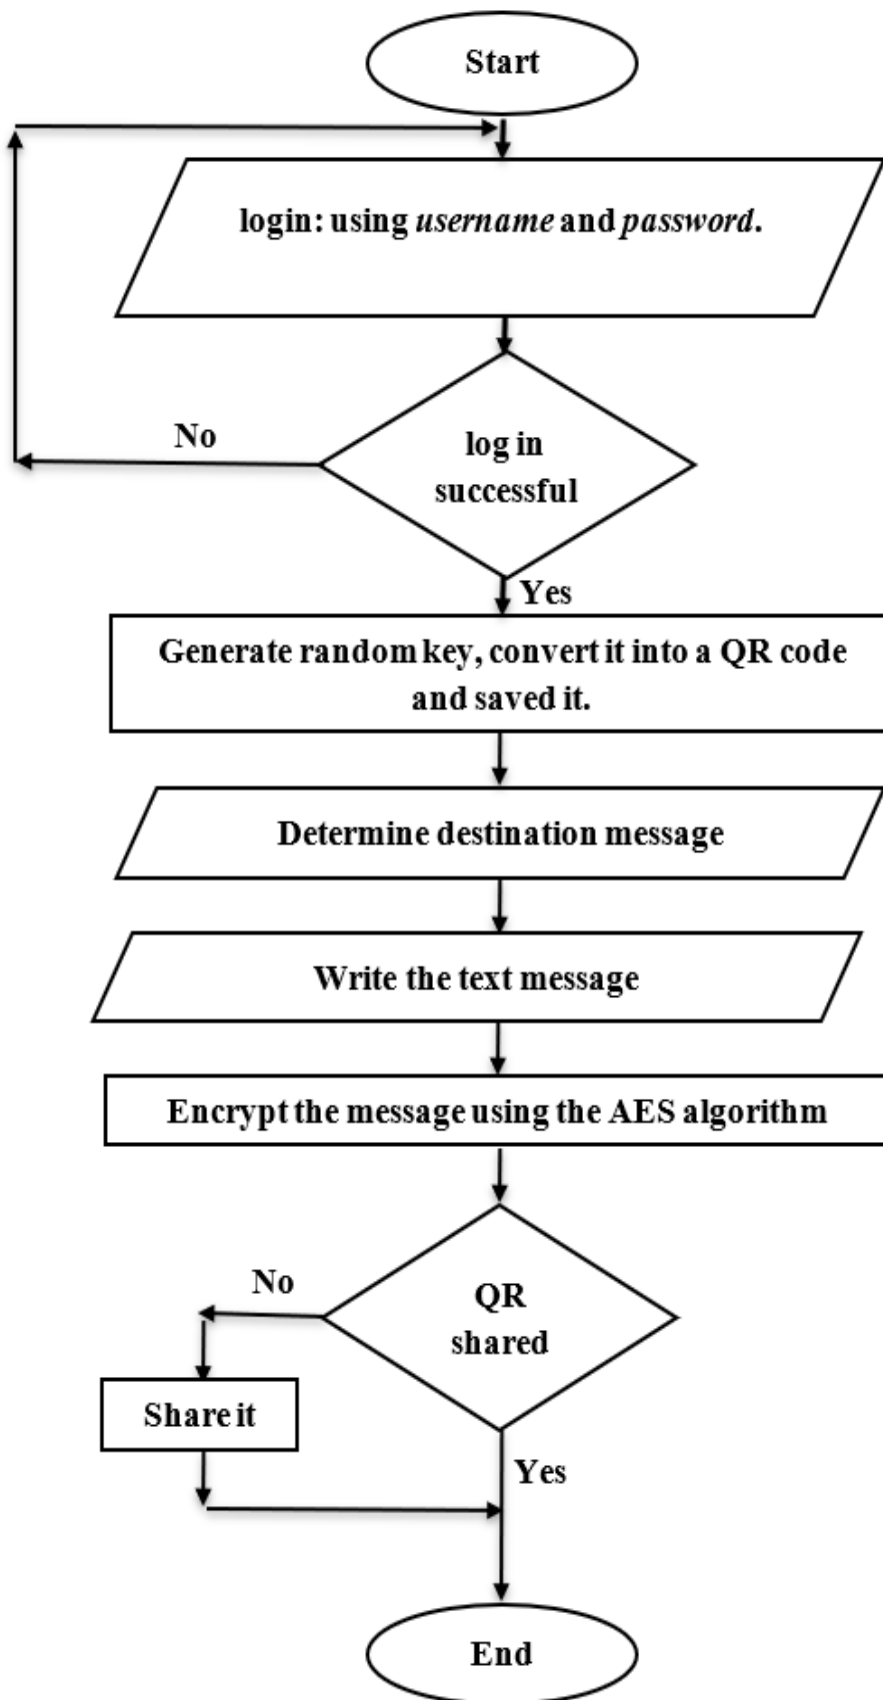 Start
login: using username and password.
No
log in
successful
Yes
Generate random key, convert it into a QR code
and saved it.
Determine destination message
Write the text message
Encrypt the message using the AES algorithm
No
QR
shared
Share it
Yes
End